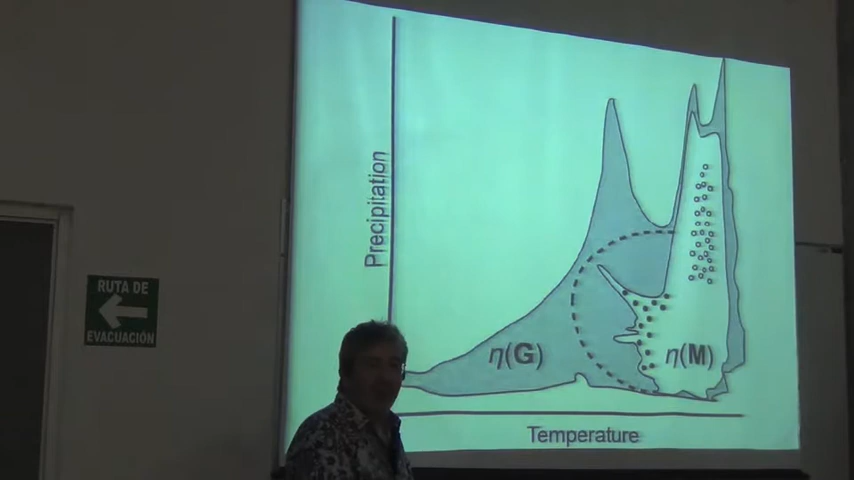 RUTA DE
EVACUACIÓN
Precipitation
η(G)
η(M)
Temperature